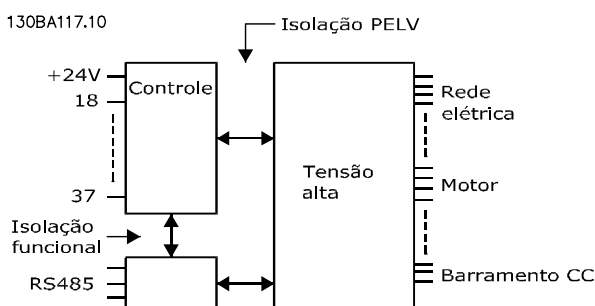 130BA117.10
Isolação PELV
+24V
18
Controle
37
Tensão
alta
Rede
elétrica
Motor
Isolação
funcional
RS485
Barramento CC